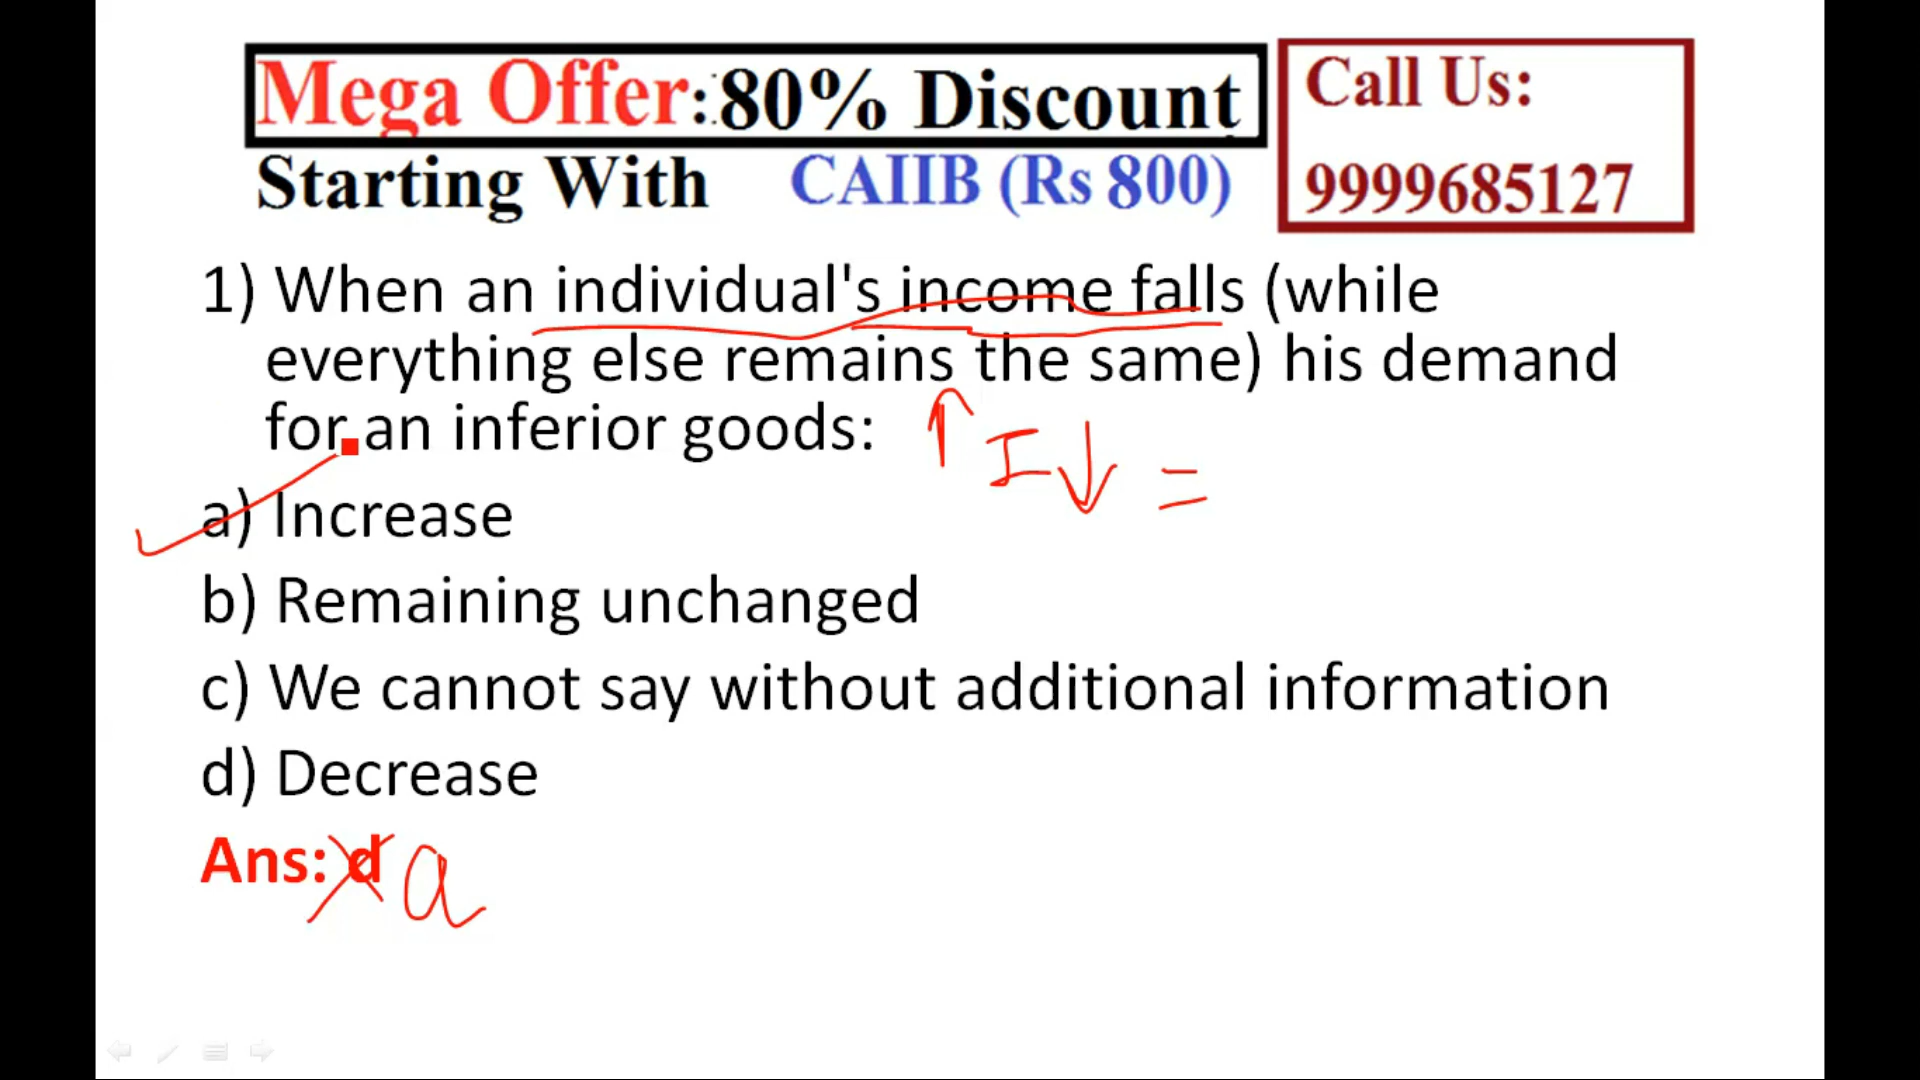 Mega Offer: 80% Discount
Starting With CAIIB (Rs 800)
Call Us:
9999685127
1) When an individual's income falls (while
everything else remains the same) his demand
for an inferior goods:
↑ I↓ =
a) Increase
b) Remaining unchanged
c) We cannot say without additional information
d) Decrease
Ans: d a